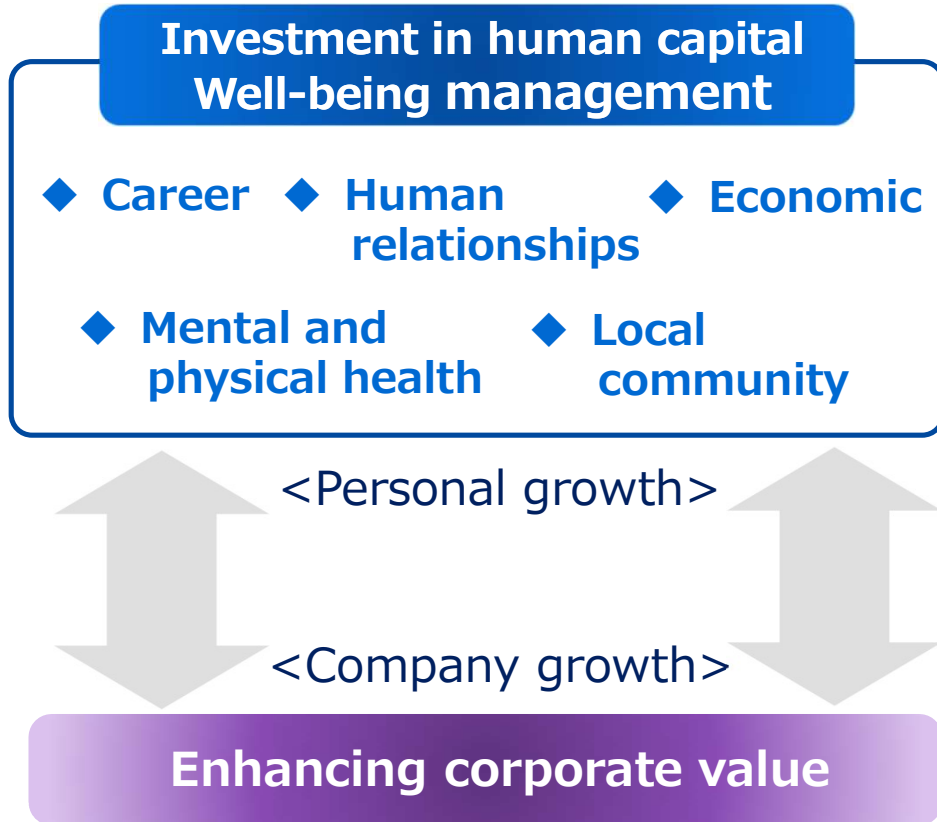 Investment in human capital
Well-being management
◆ Career
◆ Human
relationships
◆ Economic
◆ Mental and
physical health
◆ Local
community
<Personal growth>
<Company growth>
Enhancing corporate value